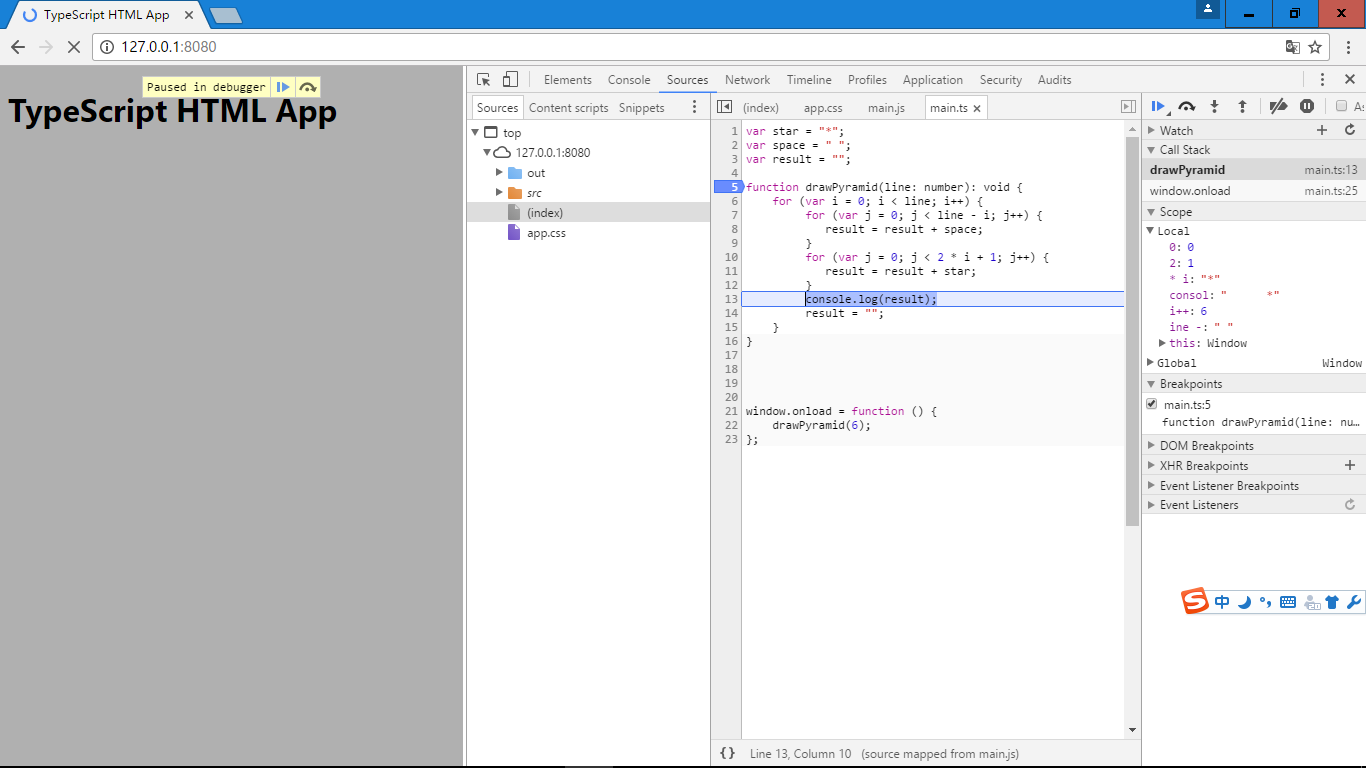 TypeScript HTML App
127.0.0.1:8080
Paused in debugger
TypeScript HTML App
Elements Console Sources Network Timeline Profiles Application Security Audits
Sources Content scripts Snippets
top
127.0.0.1:8080
out
src
(index)
app.css
(index) app.css main.js main.ts
1 var star = "*";
2 var space = " ";
3 var result = "";
4
5 function drawPyramid(line: number): void {
6 for (var i = 0; i < line; i++) {
7 for (var j = 0; j < line - i; j++) {
8 result = result + space;
9 }
10 for (var j = 0; j < 2 * i + 1; j++) {
11 result = result + star;
12 }
13 console.log(result);
14 result = "";
15 }
16 }
17
18
19
20
21 window.onload = function () {
22 drawPyramid(6);
23 };
{} Line 13, Column 10 (source mapped from main.js)
As
Watch
Call Stack
drawPyramid main.ts:13
window.onload main.ts:25
Scope
Local
0: 0
2: 1
* i: "*"
consol: "      *"
i++: 6
ine -: " "
this: Window
Global Window
Breakpoints
main.ts:5
function drawPyramid(line: nu…
DOM Breakpoints
XHR Breakpoints
Event Listener Breakpoints
Event Listeners
S 中